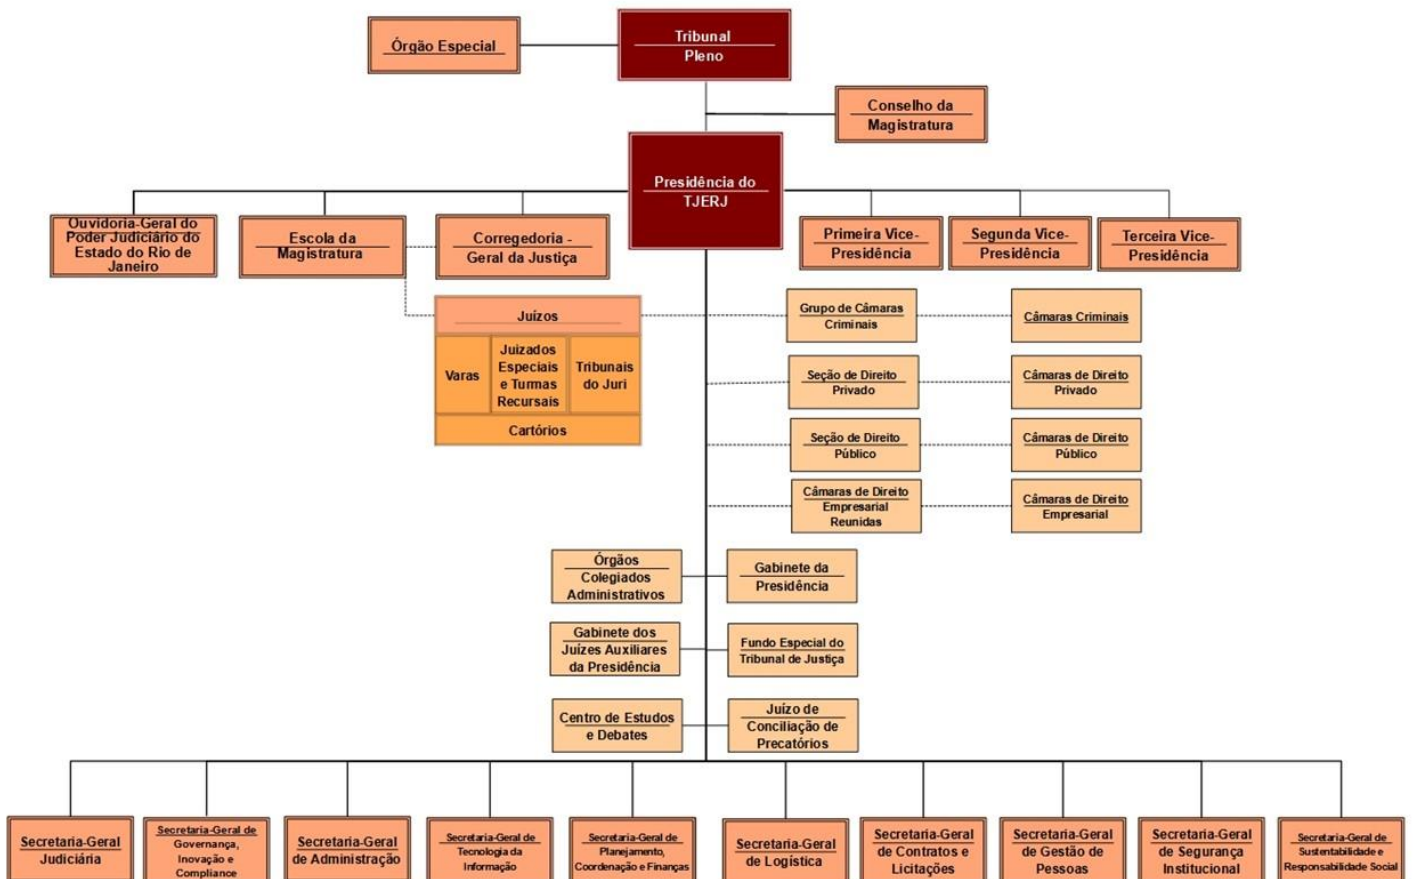 Órgão Especial
Tribunal
Pleno
Conselho da
Magistratura
Presidência do
TJERJ
Ouvidoria-Geral do
Poder Judiciário do
Estado do Rio de
Janeiro
Escola da
Magistratura
Corregedoria -
Geral da Justiça
Primeira Vice-
Presidência
Segunda Vice-
Presidência
Terceira Vice-
Presidência
Juízos
Varas
Juizados
Especiais
e Turmas
Recursais
Tribunais
do Juri
Cartórios
Grupo de Câmaras
Criminais
Câmaras Criminais
Seção de Direito
Privado
Câmaras de Direito
Privado
Seção de Direito
Público
Câmaras de Direito
Público
Câmaras de Direito
Empresarial
Reunidas
Câmaras de Direito
Empresarial
Órgãos
Colegiados
Administrativos
Gabinete da
Presidência
Gabinete dos
Juízes Auxiliares
da Presidência
Fundo Especial do
Tribunal de Justiça
Centro de Estudos
e Debates
Juízo de
Conciliação de
Precatórios
Secretaria-Geral
Judiciária
Secretaria-Geral de
Governança,
Inovação e
Compliance
Secretaria-Geral
de Administração
Secretaria-Geral de
Tecnologia da
Informação
Secretaria-Geral de
Planejamento,
Coordenação e Finanças
Secretaria-Geral
de Logística
Secretaria-Geral
de Contratos e
Licitações
Secretaria-Geral
de Gestão de
Pessoas
Secretaria-Geral
de Segurança
Institucional
Secretaria-Geral de
Sustentabilidade e
Responsabilidade Social